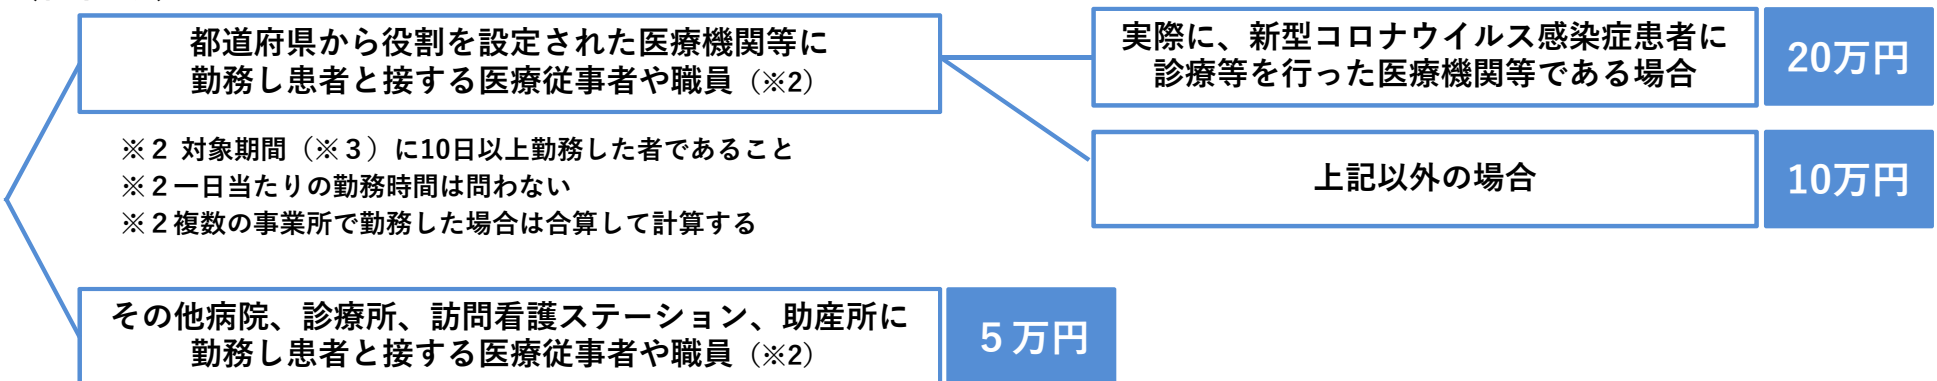 都道府県から役割を設定された医療機関等に
勤務し患者と接する医療従事者や職員（※2）
実際に、新型コロナウイルス感染症患者に
診療等を行った医療機関等である場合
20万円
※２ 対象期間（※３）に10日以上勤務した者であること
※２一日当たりの勤務時間は問わない
※２複数の事業所で勤務した場合は合算して計算する
上記以外の場合
10万円
その他病院、診療所、訪問看護ステーション、助産所に
勤務し患者と接する医療従事者や職員（※2）
５万円